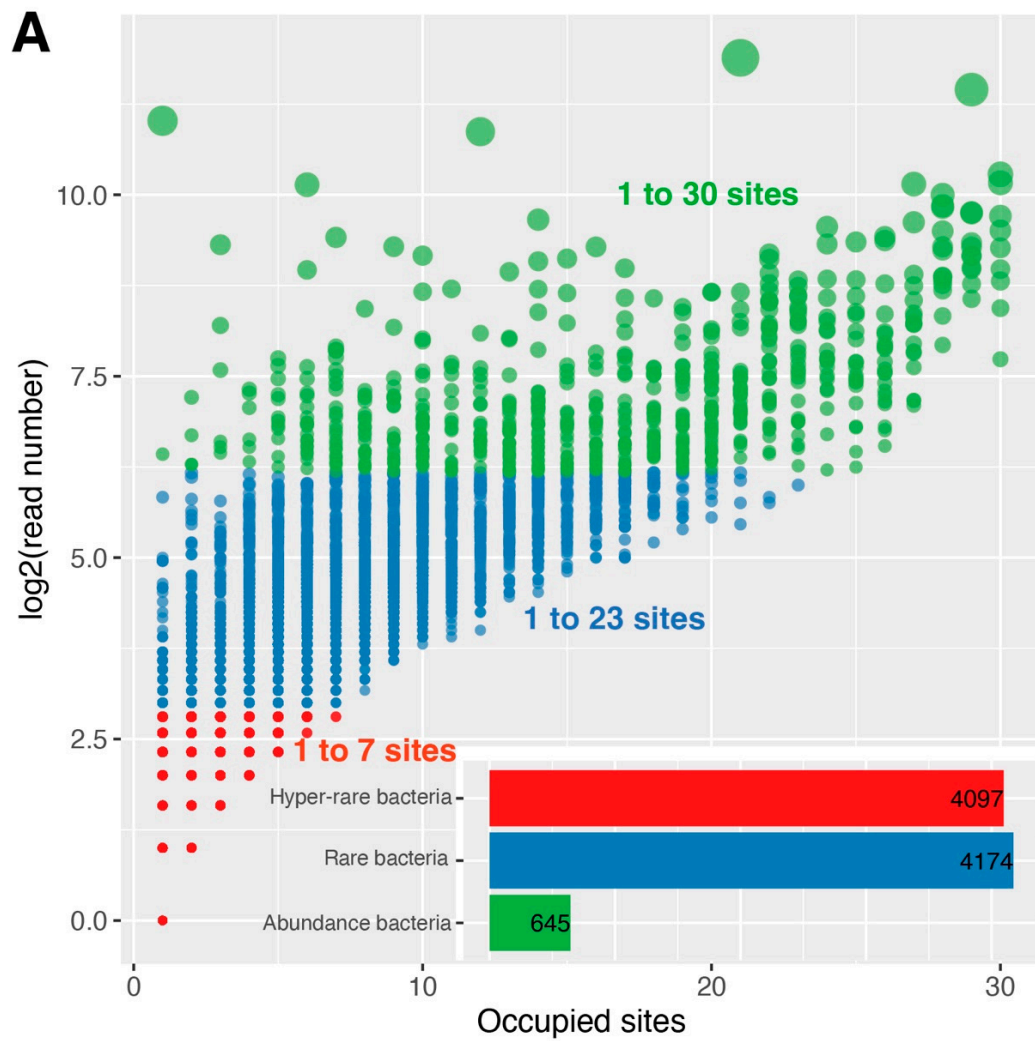 A
log2(read number)
10.0
7.5
5.0
2.5
0.0
1 to 30 sites
1 to 23 sites
1 to 7 sites
Hyper-rare bacteria
4097
Rare bacteria
4174
Abundance bacteria
645
0
10
20
30
Occupied sites